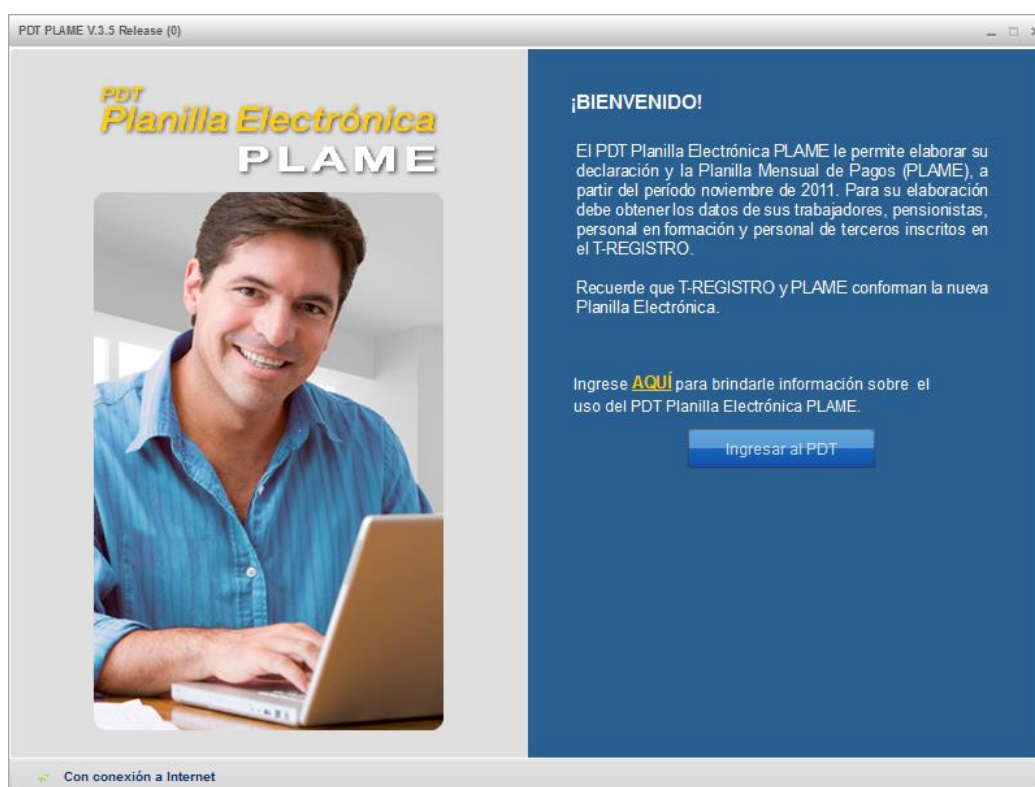 PDT PLAME V.3.5 Release (0)
PDT
Planilla Electrónica
PLAME
¡BIENVENIDO!
El PDT Planilla Electrónica PLAME le permite elaborar su
declaración y la Planilla Mensual de Pagos (PLAME), a
partir del período noviembre de 2011. Para su elaboración
debe obtener los datos de sus trabajadores, pensionistas,
personal en formación y personal de terceros inscritos en
el T-REGISTRO.
Recuerde que T-REGISTRO y PLAME conforman la nueva
Planilla Electrónica.
Ingrese AQUÍ para brindarle información sobre el
uso del PDT Planilla Electrónica PLAME.
Ingresar al PDT
Con conexión a Internet